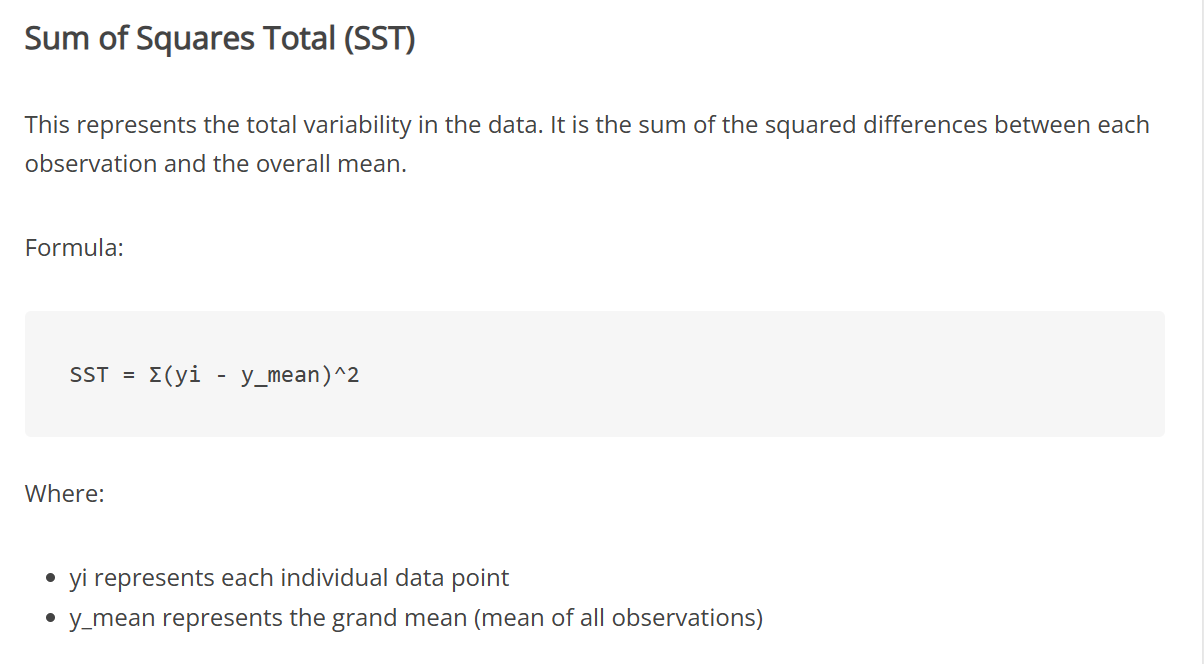 Sum of Squares Total (SST)
This represents the total variability in the data. It is the sum of the squared differences between each
observation and the overall mean.
Formula:
SST = Σ(yi - y_mean)^2
Where:
• yi represents each individual data point
• y_mean represents the grand mean (mean of all observations)